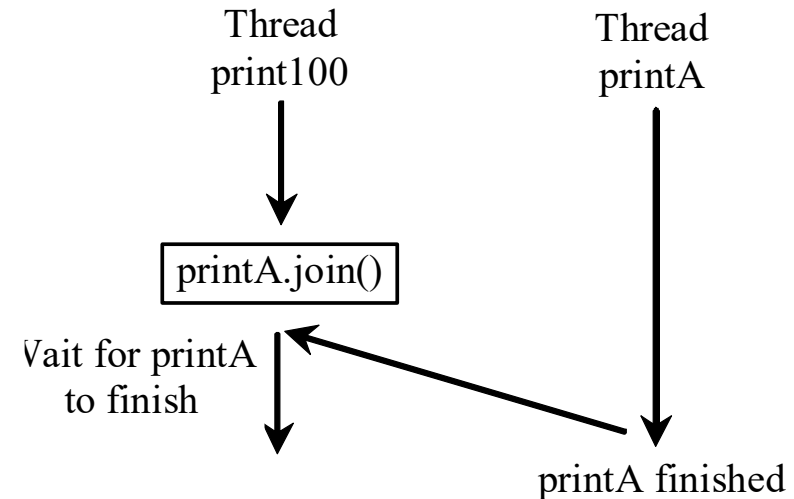 Thread
print100
Thread
printA
printA.join()
Wait for printA
to finish
printA finished